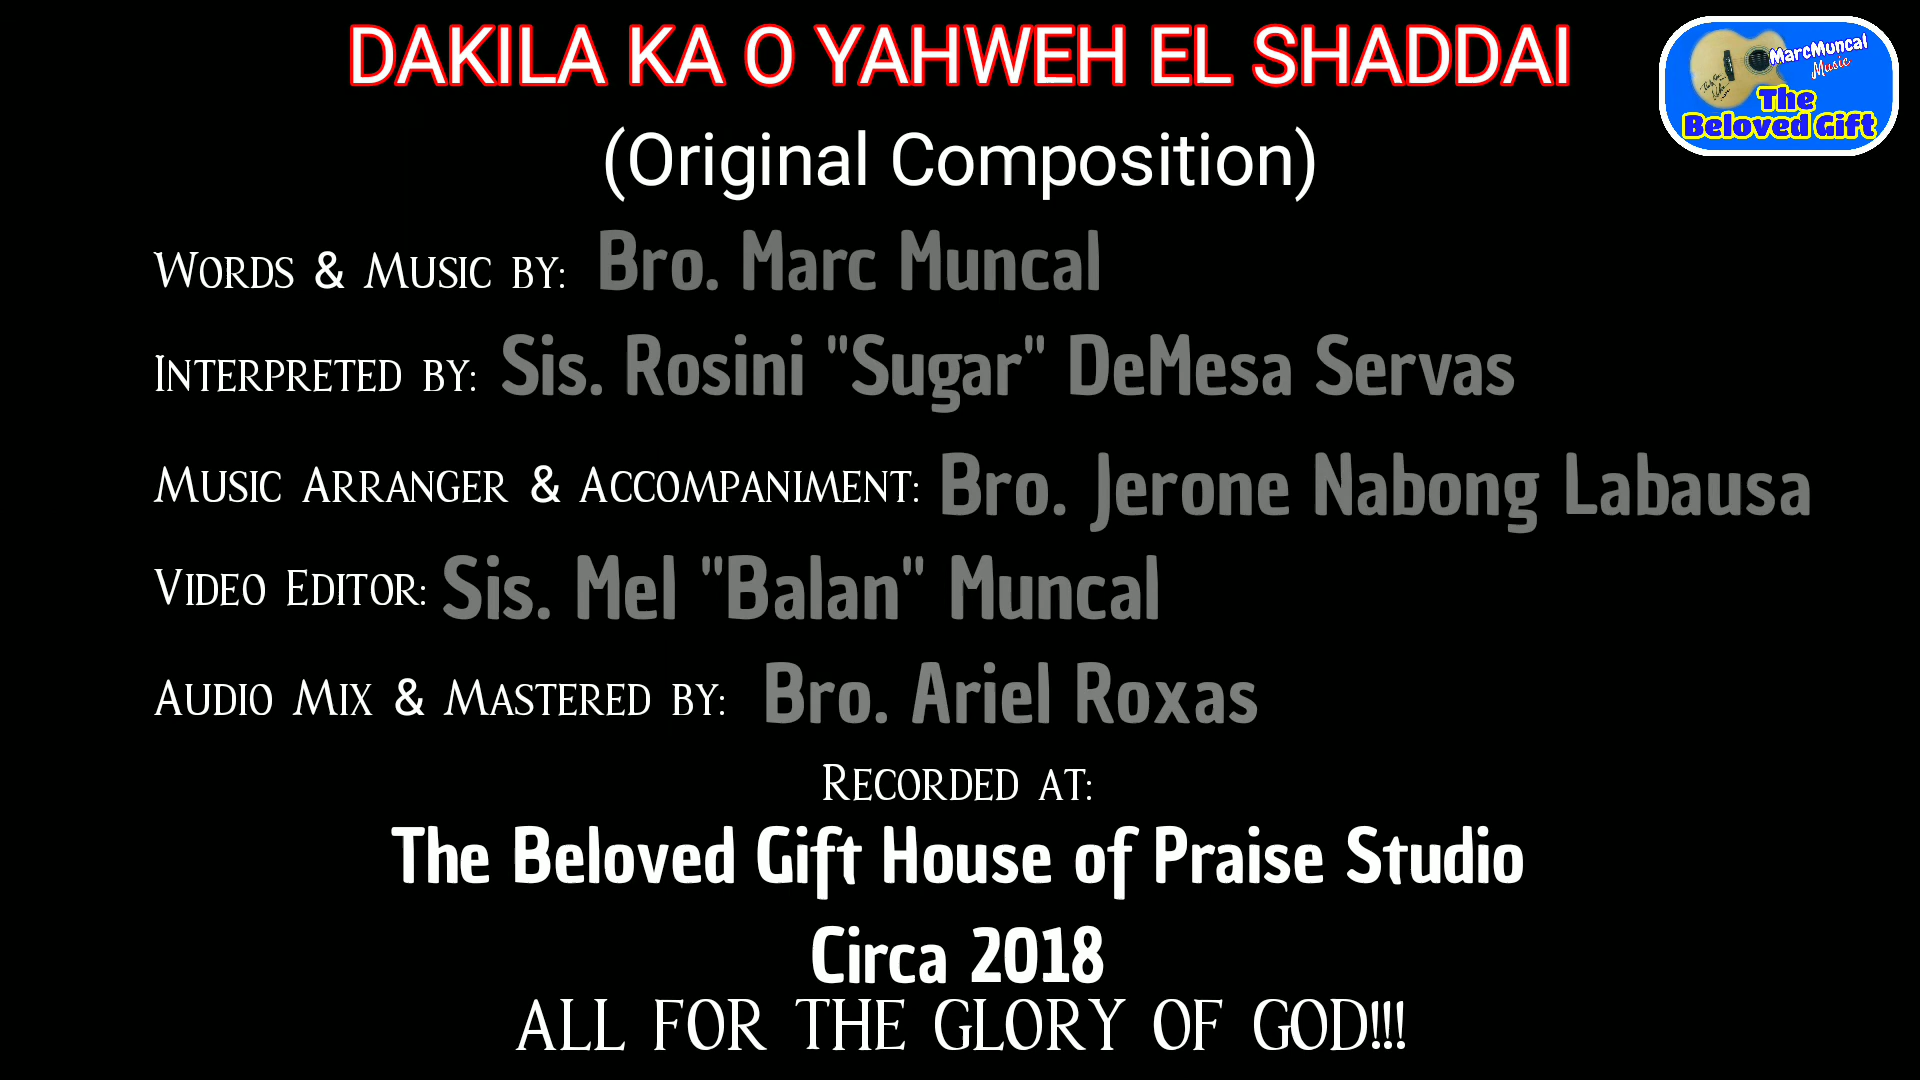 DAKILA KA O YAHWEH EL SHADDAI
(Original Composition)
WORDS & MUSIC BY: Bro. Marc Muncal
INTERPRETED BY: Sis. Rosini "Sugar" DeMesa Servas
MUSIC ARRANGER & ACCOMPANIMENT: Bro. Jerone Nabong Labausa
VIDEO EDITOR: Sis. Mel "Balan" Muncal
AUDIO MIX & MASTERED BY: Bro. Ariel Roxas
RECORDED AT:
The Beloved Gift House of Praise Studio
Circa 2018
ALL FOR THE GLORY OF GOD!!!
MarcMuncal
Music
The
Beloved Gift